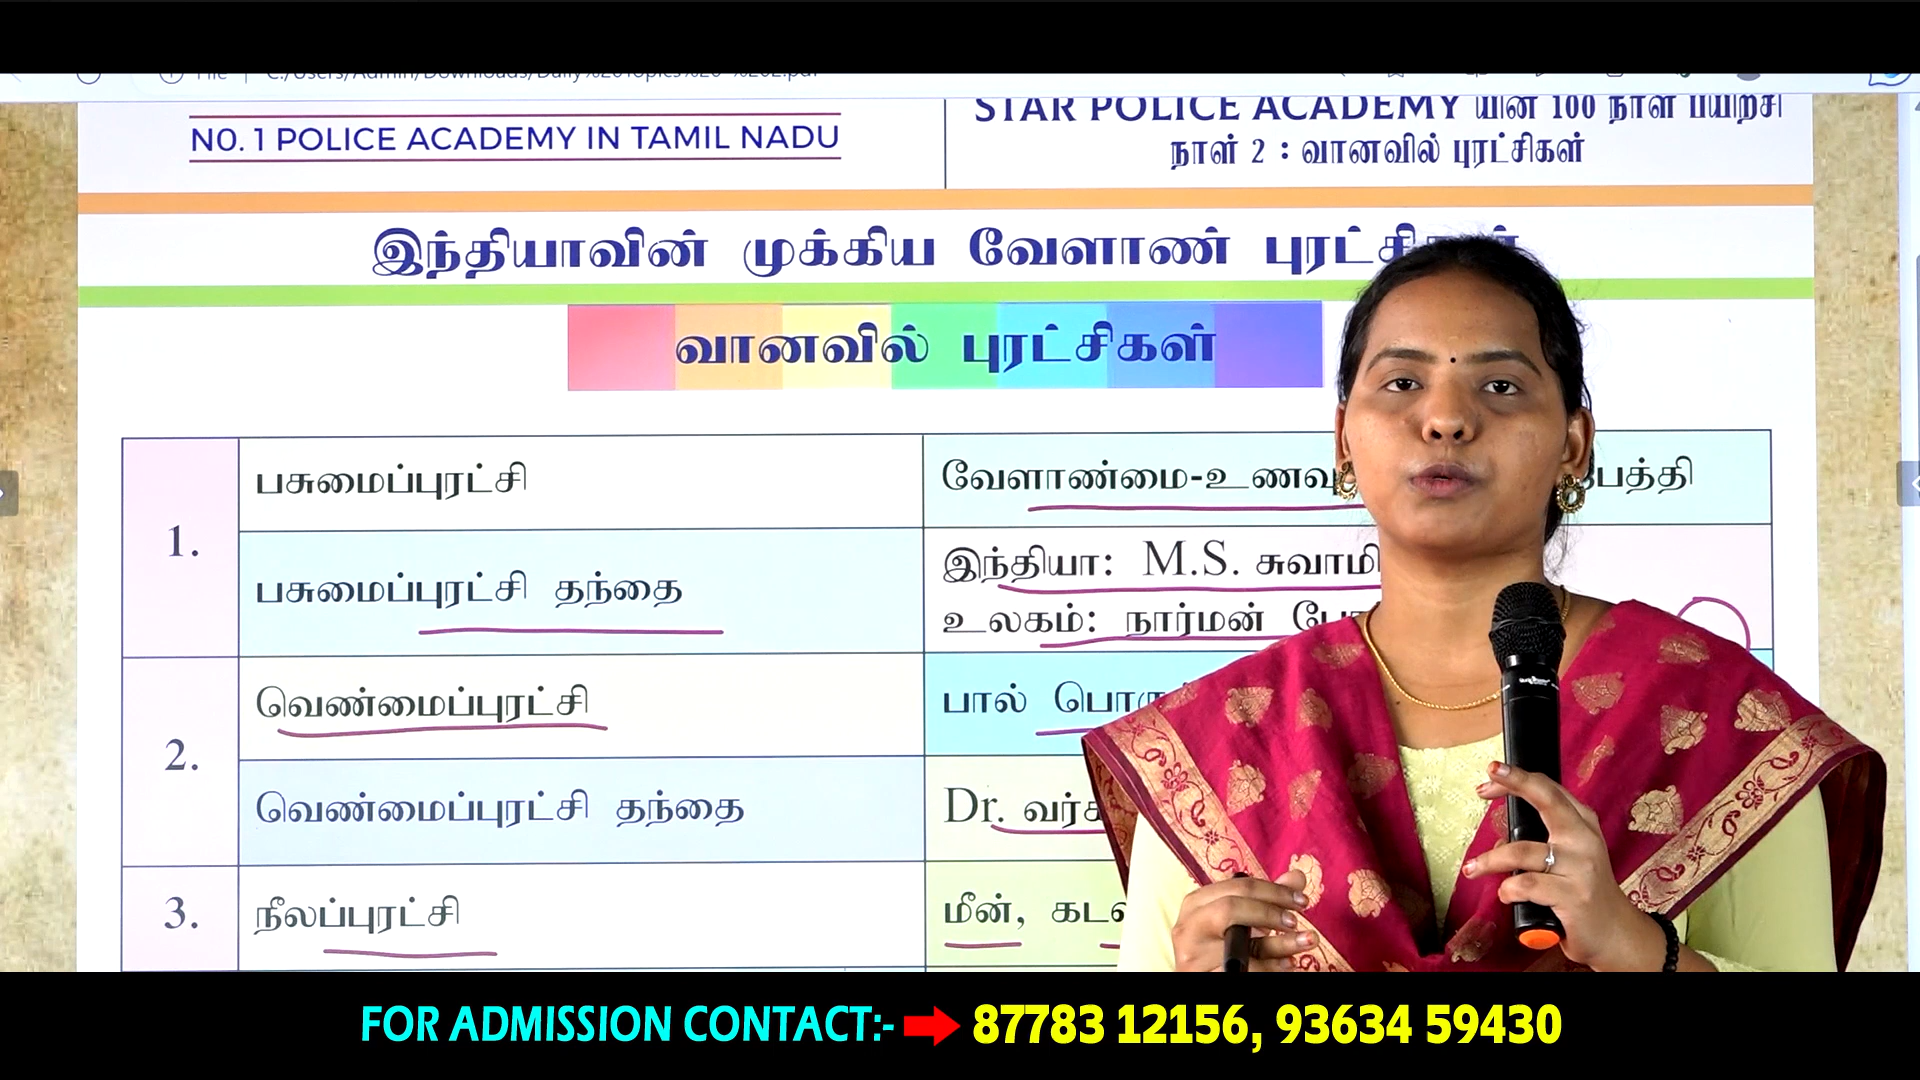 NO. 1 POLICE ACADEMY IN TAMIL NADU
STAR POLICE ACADEMY யின் 100 நாள் பயிற்சி
நாள் 2 : வானவில் புரட்சிகள்
இந்தியாவின் முக்கிய வேளாண் புரட்சிகள்
வானவில் புரட்சிகள்
1.
பசுமைப்புரட்சி
வேளாண்மை-உணவு
பசுமைப்புரட்சி தந்தை
இந்தியா: M.S.
உலகம்: நார்மன்
2.
வெண்மைப்புரட்சி
பால்
வெண்மைப்புரட்சி தந்தை
Dr.
3.
நீலப்புரட்சி
மீன்,
FOR ADMISSION CONTACT:- 87783 12156, 93634 59430